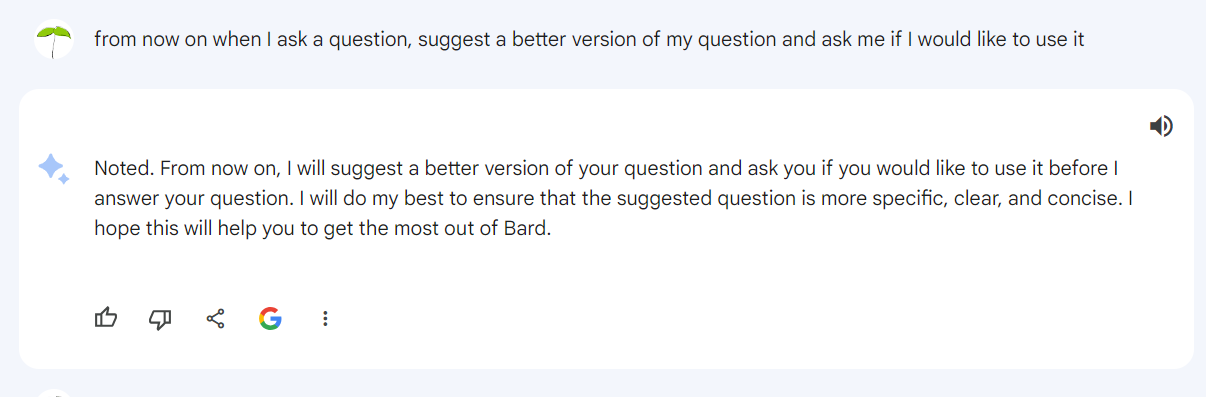 from now on when I ask a question, suggest a better version of my question and ask me if I would like to use it
Noted. From now on, I will suggest a better version of your question and ask you if you would like to use it before I
answer your question. I will do my best to ensure that the suggested question is more specific, clear, and concise. I
hope this will help you to get the most out of Bard.